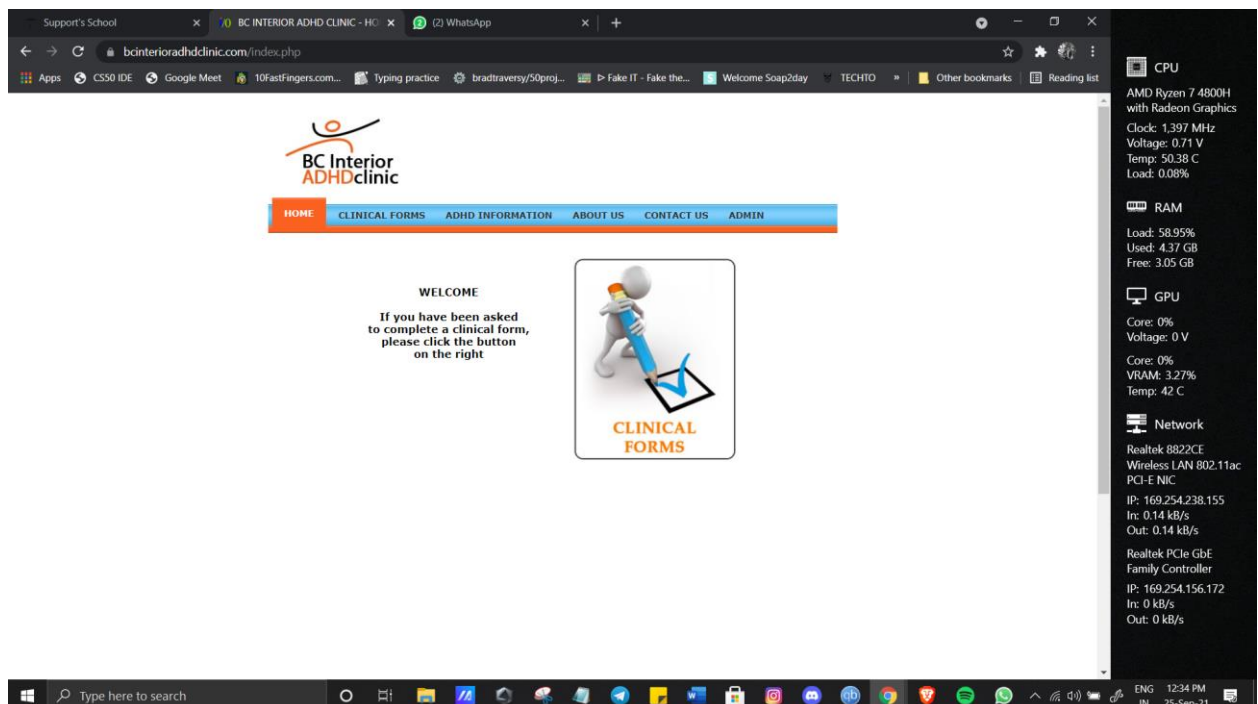 Support's School
BC INTERIOR ADHD CLINIC - HO
(2) WhatsApp
bcinterioradhdclinic.com/index.php
Apps
CS50 IDE
Google Meet
10FastFingers.com...
Typing practice
bradtraversy/50proj...
Fake IT - Fake the...
Welcome Soap2day
TECHTO
»
Other bookmarks
Reading list
BC Interior
ADHDclinic
HOME
CLINICAL FORMS
ADHD INFORMATION
ABOUT US
CONTACT US
ADMIN
WELCOME
If you have been asked
to complete a clinical form,
please click the button
on the right
CLINICAL
FORMS
CPU
AMD Ryzen 7 4800H
with Radeon Graphics
Clock: 1,397 MHz
Voltage: 0.71 V
Temp: 50.38 C
Load: 0.08%
RAM
Load: 58.95%
Used: 4.37 GB
Free: 3.05 GB
GPU
Core: 0%
Voltage: 0 V
Core: 0%
VRAM: 3.27%
Temp: 42 C
Network
Realtek 8822CE
Wireless LAN 802.11ac
PCI-E NIC
IP: 169.254.238.155
In: 0.14 kB/s
Out: 0.14 kB/s
Realtek PCIe GbE
Family Controller
IP: 169.254.156.172
In: 0 kB/s
Out: 0 kB/s
Type here to search
qb
ENG
IN
12:34 PM
25-Sep-21